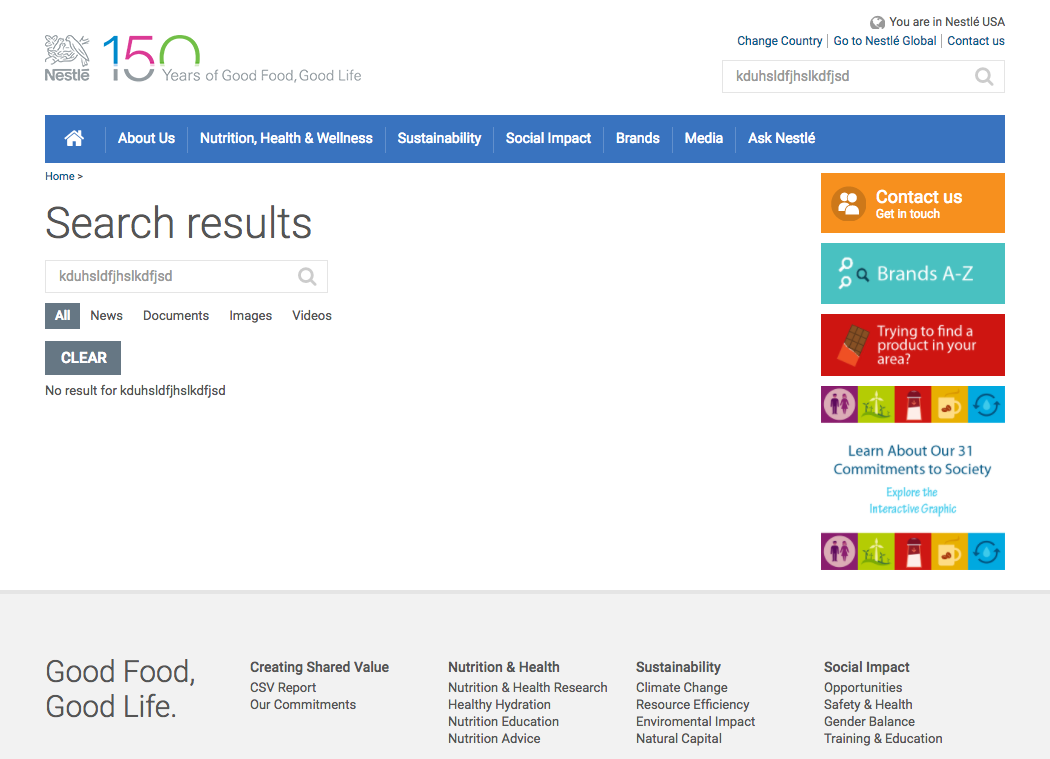 You are in Nestlé USA
Change Country Go to Nestlé Global Contact us
Nestlé
150
Years of Good Food, Good Life
kduhsldfjhslkdfjsd
About Us Nutrition, Health & Wellness Sustainability Social Impact Brands Media Ask Nestlé
Home >
Search results
kduhsldfjhslkdfjsd
All News Documents Images Videos
CLEAR
No result for kduhsldfjhslkdfjsd
Contact us
Get in touch
Brands A-Z
Trying to find a
product in your
area?
Learn About Our 31
Commitments to Society
Explore the
Interactive Graphic
Good Food,
Good Life.
Creating Shared Value
CSV Report
Our Commitments
Nutrition & Health
Nutrition & Health Research
Healthy Hydration
Nutrition Education
Nutrition Advice
Sustainability
Climate Change
Resource Efficiency
Enviromental Impact
Natural Capital
Social Impact
Opportunities
Safety & Health
Gender Balance
Training & Education